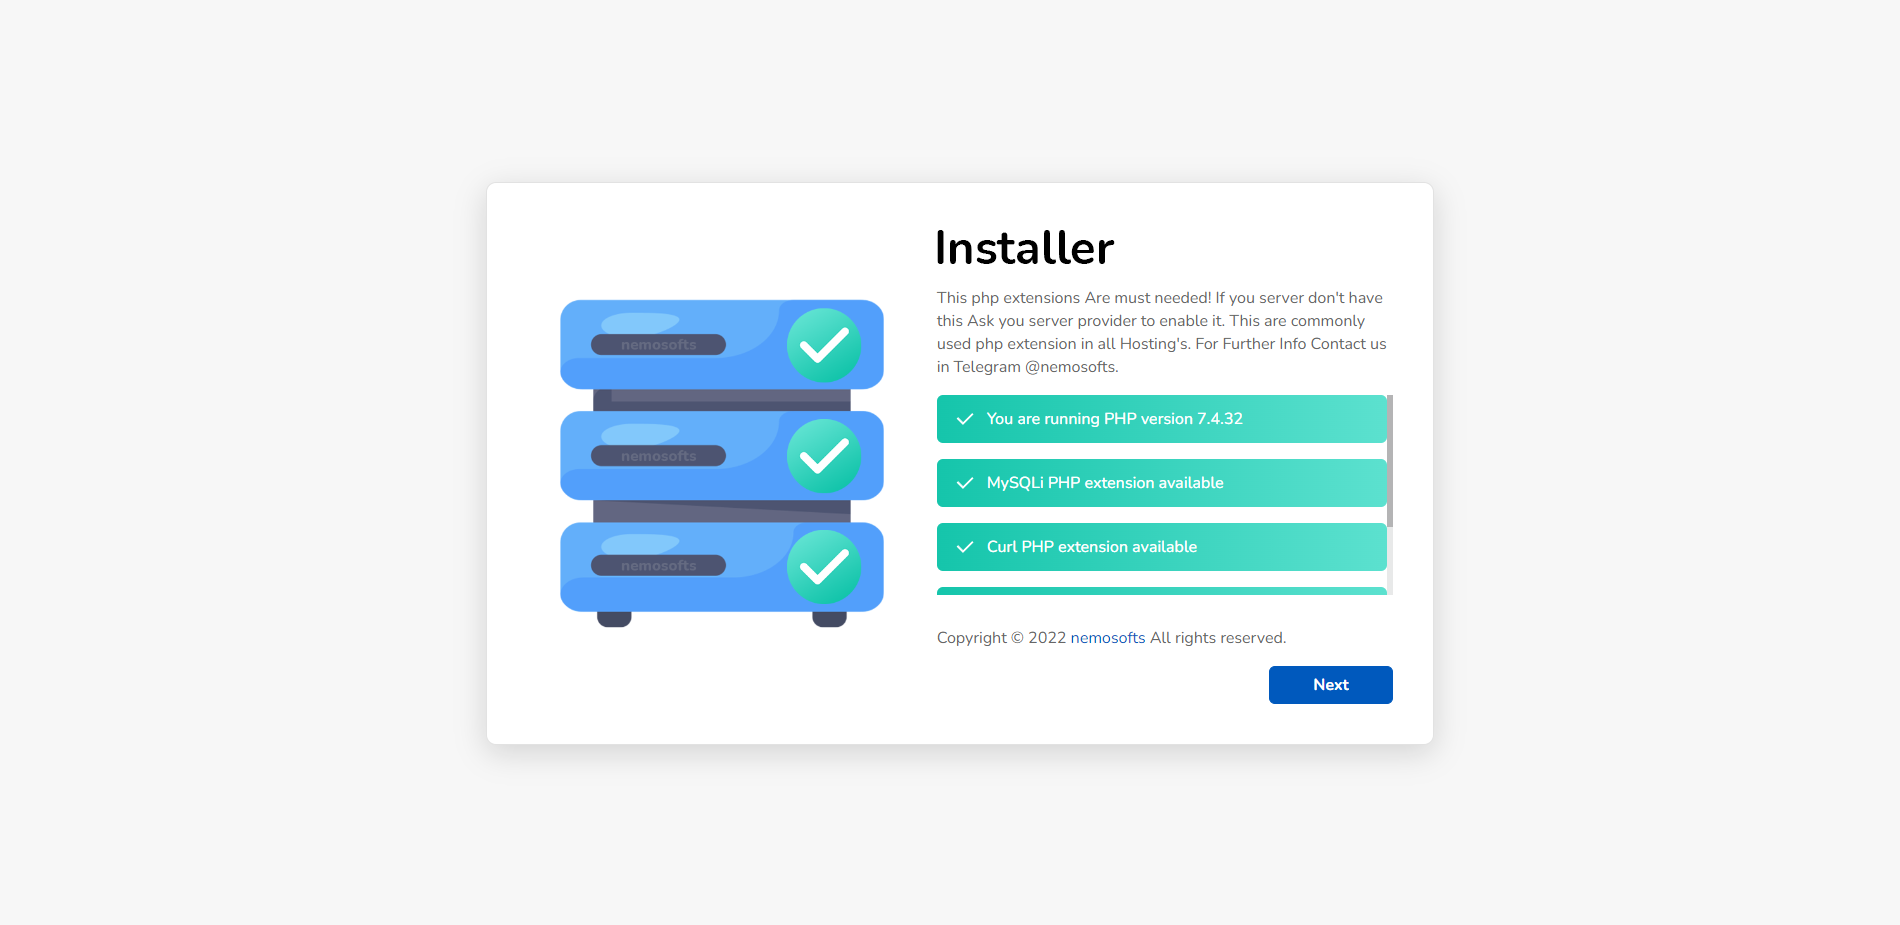 Installer
This php extensions Are must needed! If you server don't have
this Ask you server provider to enable it. This are commonly
used php extension in all Hosting's. For Further Info Contact us
in Telegram @nemosofts.
nemosofts
nemosofts
nemosofts
You are running PHP version 7.4.32
MySQLi PHP extension available
Curl PHP extension available
Copyright © 2022 nemosofts All rights reserved.
Next